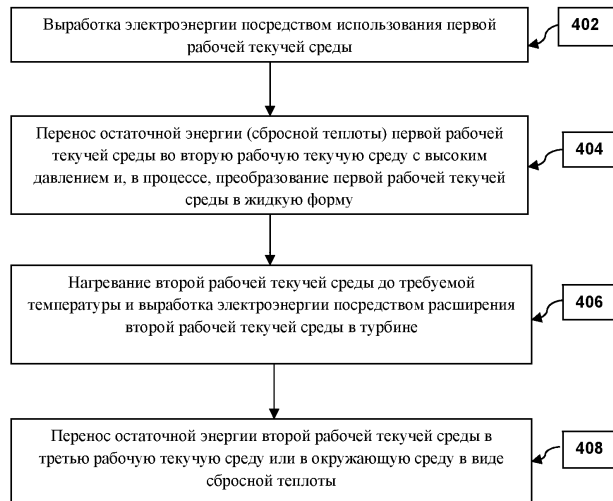 Выработка электроэнергии посредством использования первой
рабочей текучей среды
402
Перенос остаточной энергии (сбросной теплоты) первой рабочей
текучей среды во вторую рабочую текучую среду с высоким
давлением и, в процессе, преобразование первой рабочей текучей
среды в жидкую форму
404
Нагревание второй рабочей текучей среды до требуемой
температуры и выработка электроэнергии посредством расширения
второй рабочей текучей среды в турбине
406
Перенос остаточной энергии второй рабочей текучей среды в
третью рабочую текучую среду или в окружающую среду в виде
сбросной теплоты
408